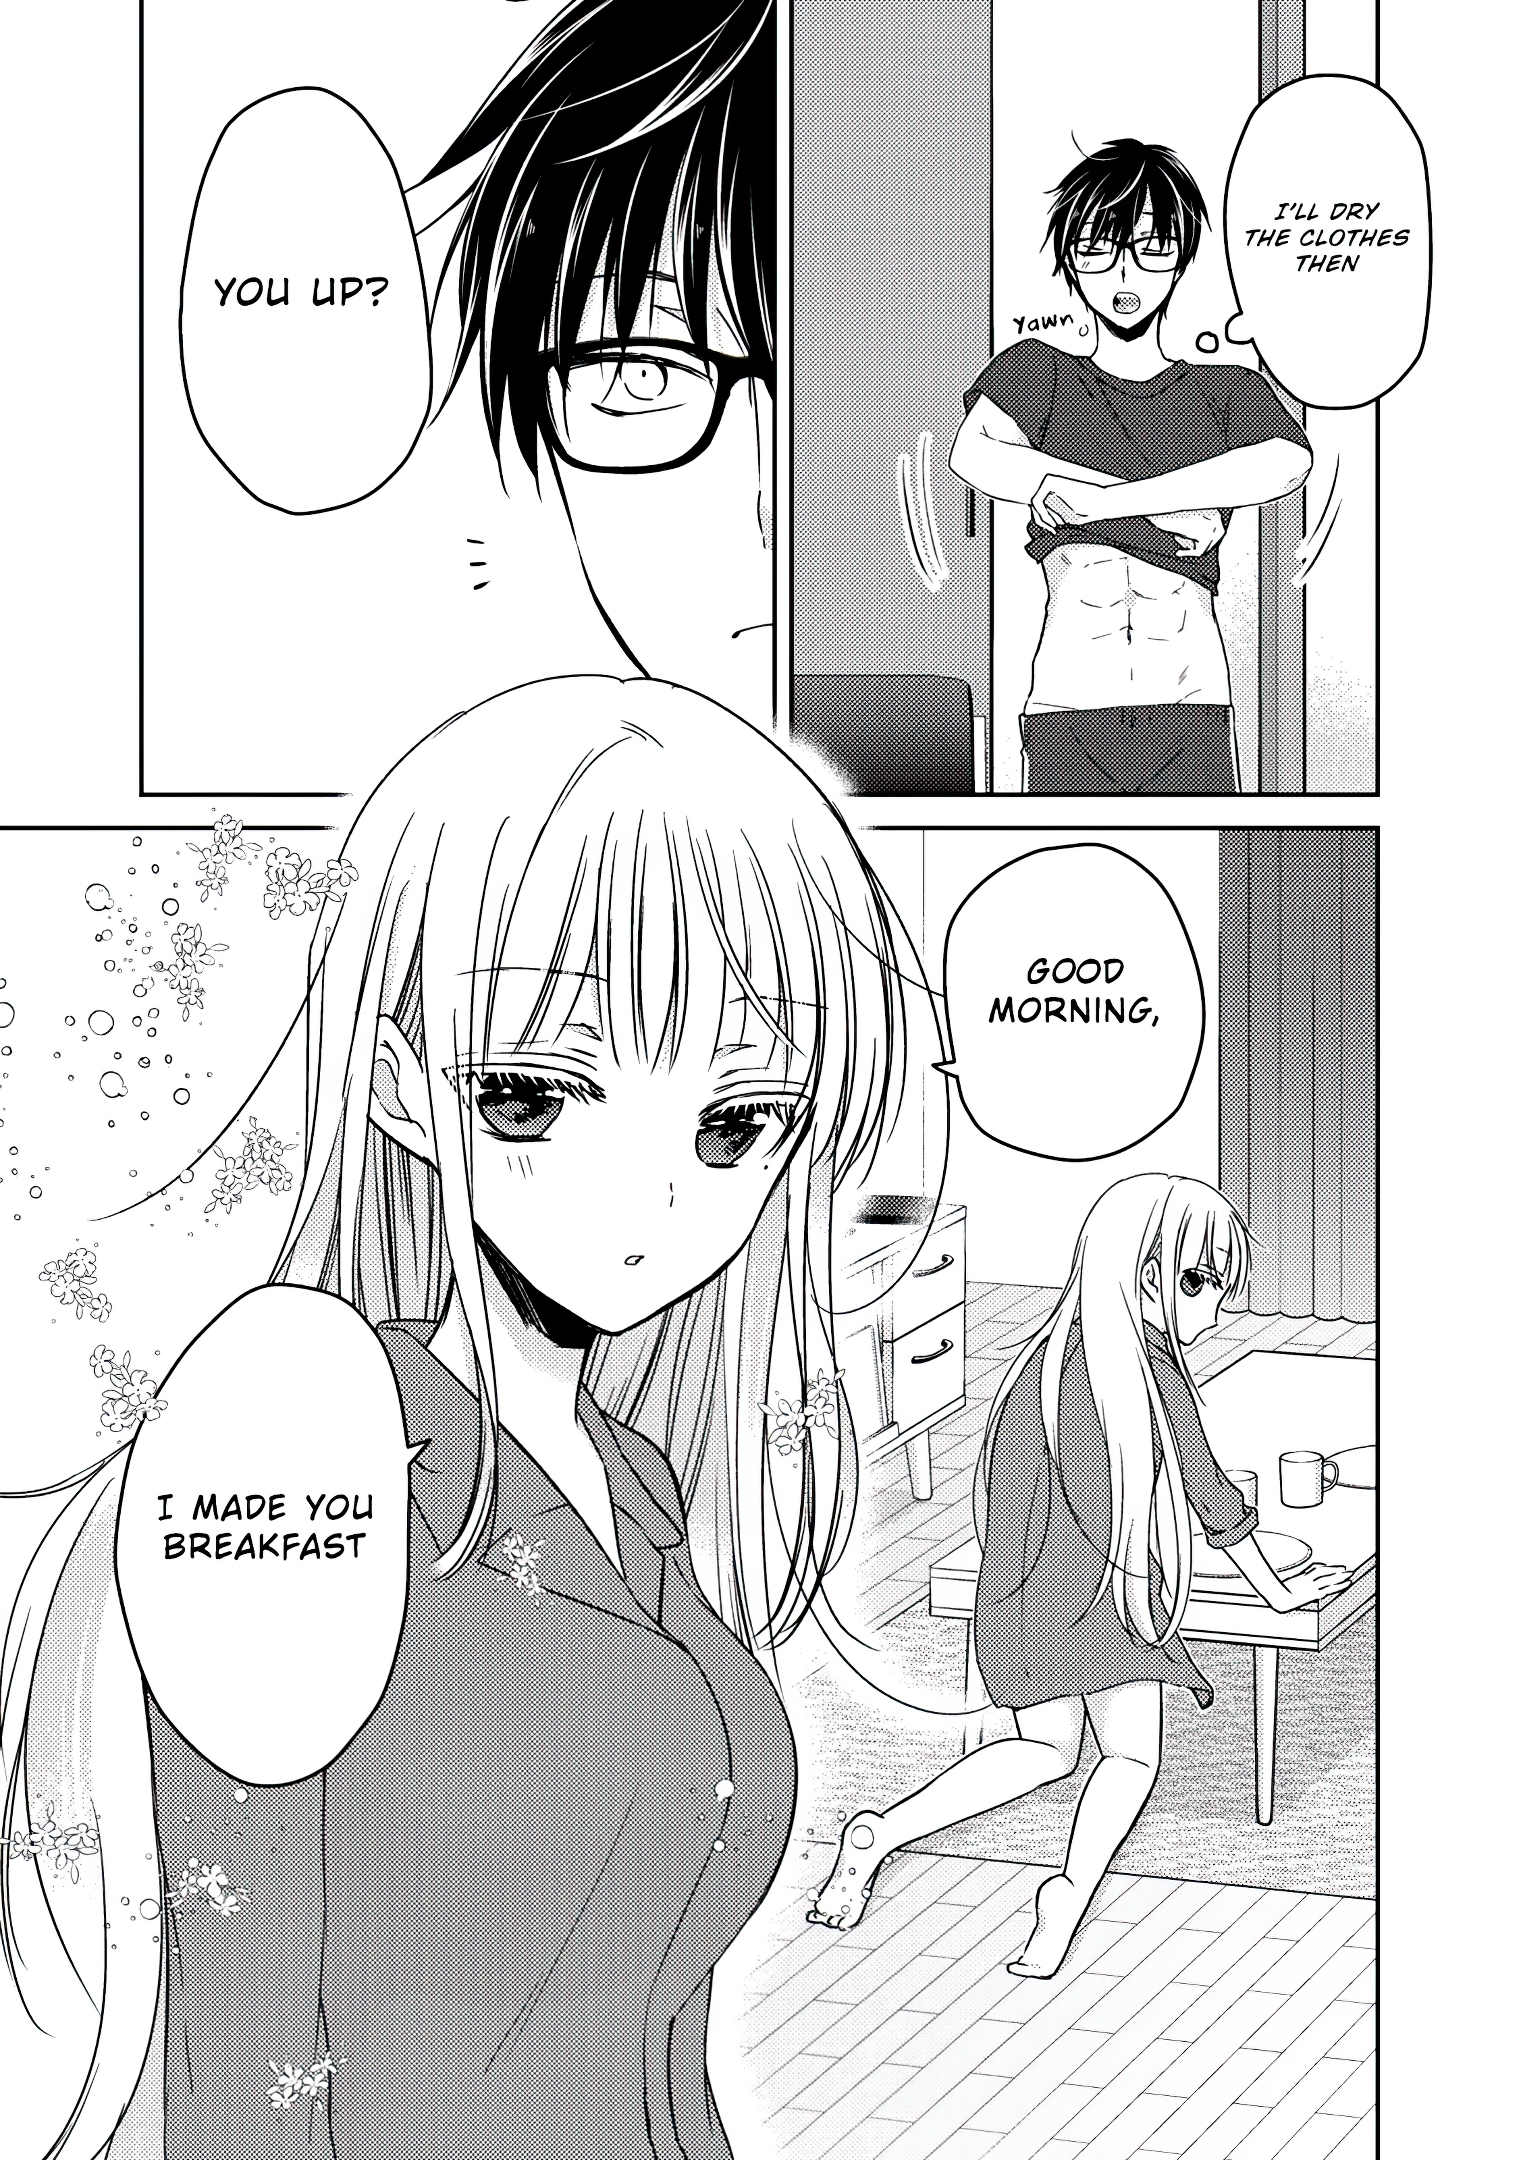 I'LL DRY
THE CLOTHES
THEN
Yawn
YOU UP?
GOOD
MORNING,
I MADE YOU
BREAKFAST